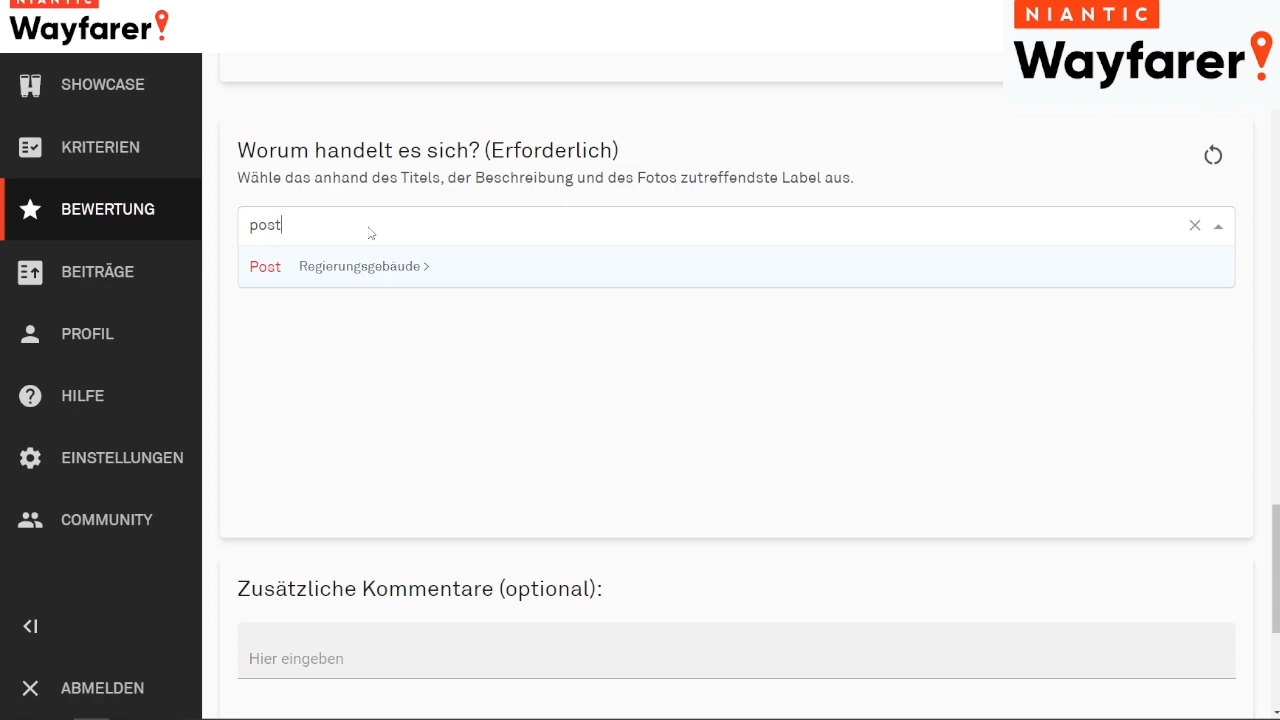 NIANTIC
Wayfarer!
NIANTIC
Wayfarer!
SHOWCASE
KRITERIEN
BEWERTUNG
BEITRÄGE
PROFIL
HILFE
EINSTELLUNGEN
COMMUNITY
ABMELDEN
Worum handelt es sich? (Erforderlich)
Wähle das anhand des Titels, der Beschreibung und des Fotos zutreffendste Label aus.
post
Post Regierungsgebäude >
Zusätzliche Kommentare (optional):
Hier eingeben